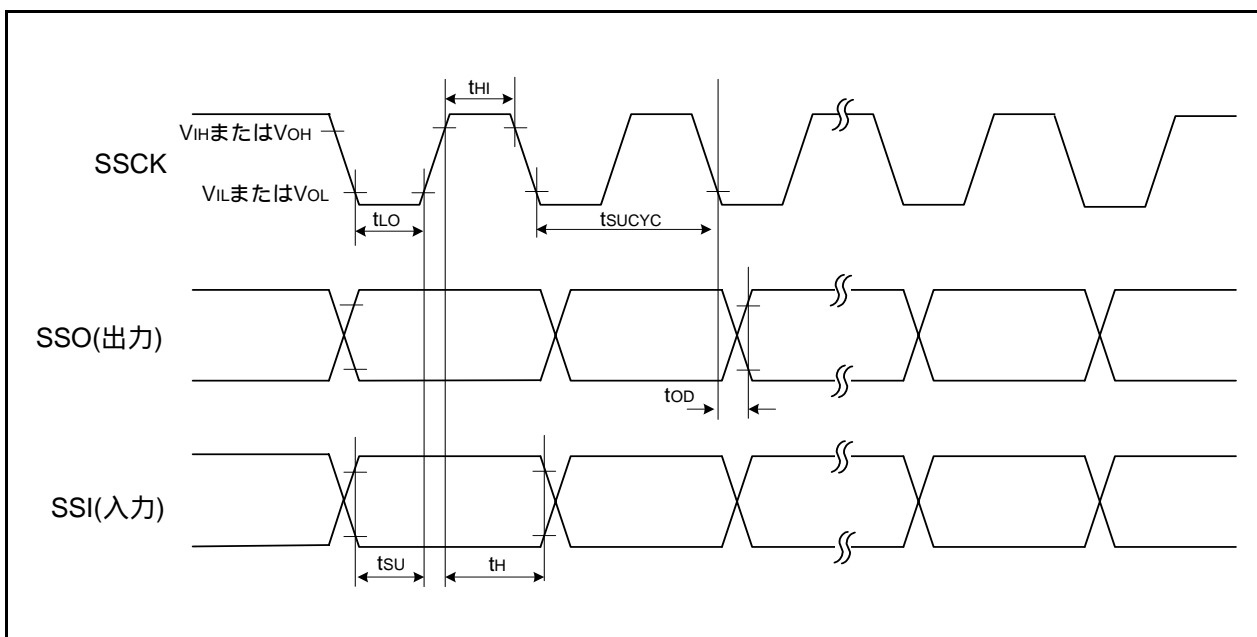 tHI
VIHまたはVOH
SSCK
VILまたはVOL
tLO
tSUCYC
SSO(出力)
tOD
SSI(入力)
tSU
tH